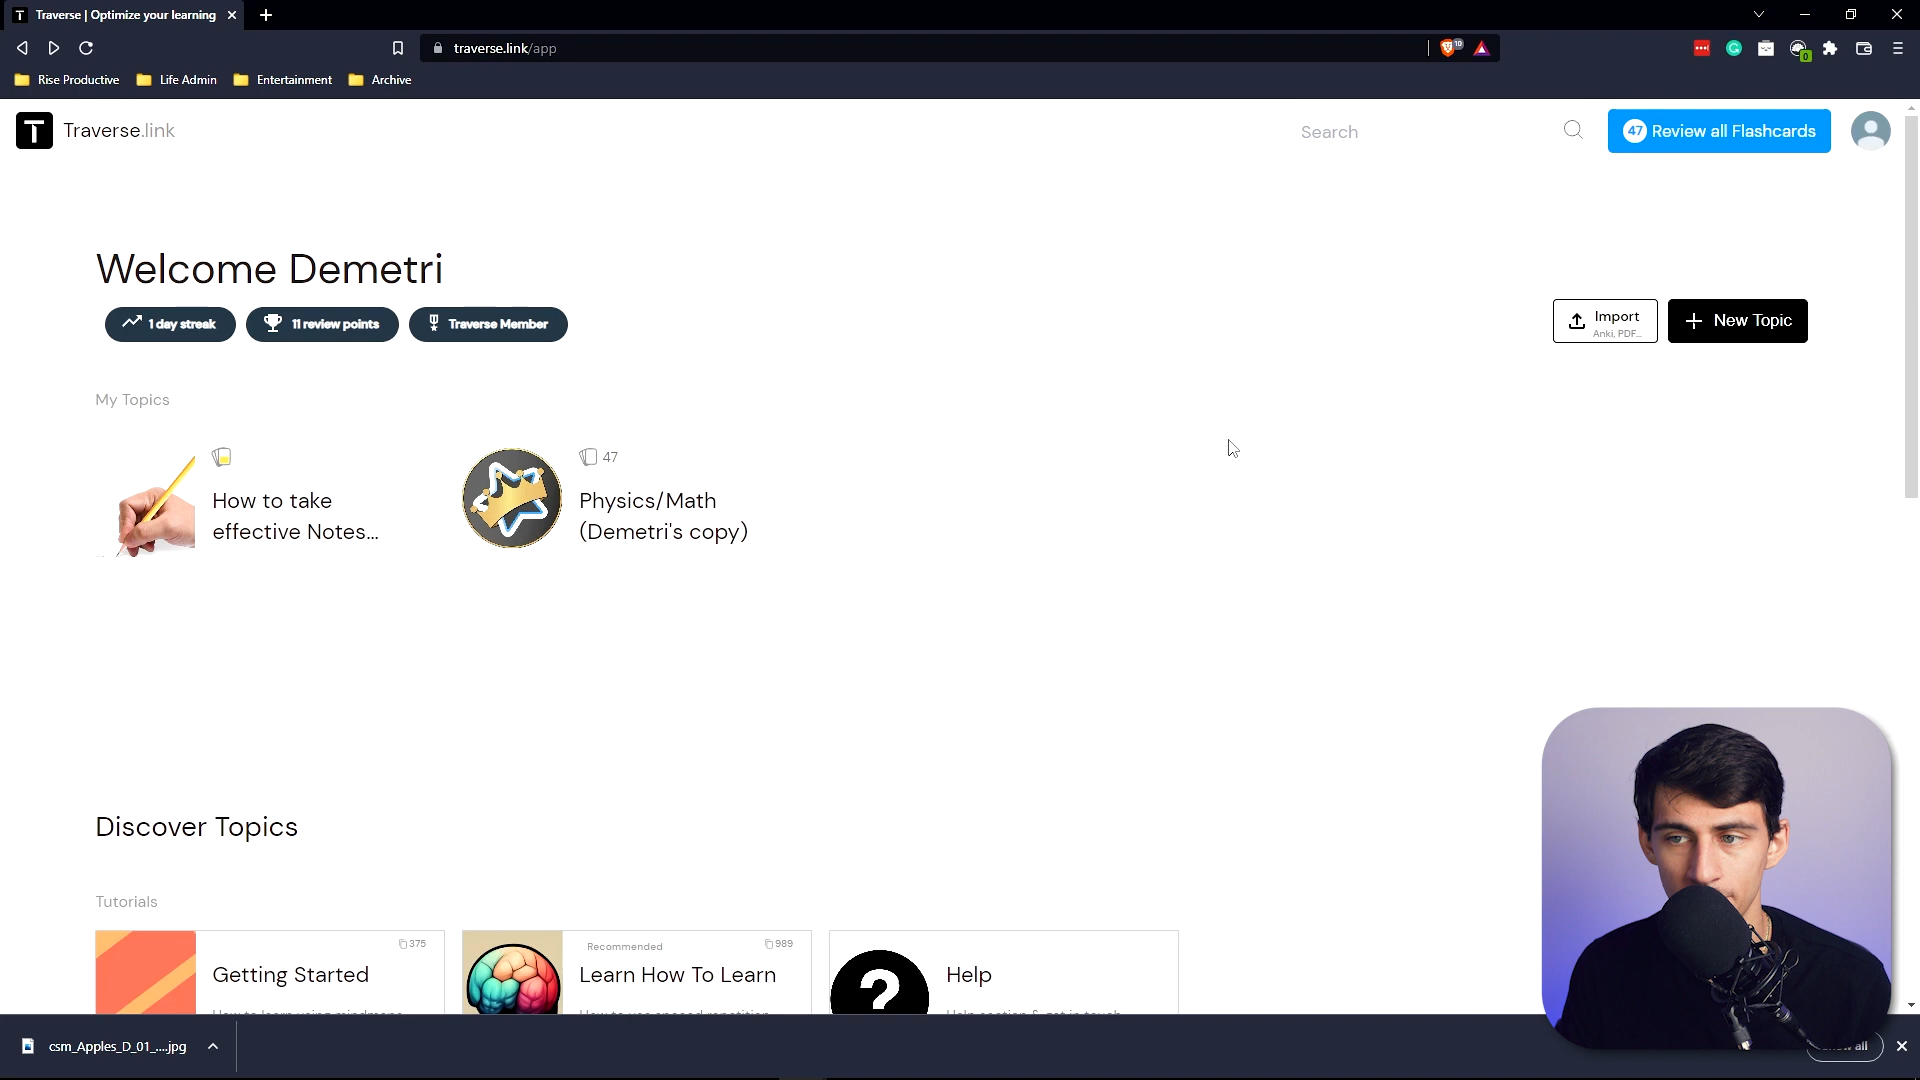 Traverse | Optimize your learning
traverse.link/app
10
0
Rise Productive
Life Admin
Entertainment
Archive
T
Traverse.link
Search
47 Review all Flashcards
Welcome Demetri
1 day streak
11 review points
Traverse Member
Import
Anki, PDF...
New Topic
My Topics
How to take
effective Notes...
47
Physics/Math
(Demetri's copy)
Discover Topics
Tutorials
375
Getting Started
Recommended
989
Learn How To Learn
?
Help
csm_Apples_D_01_....jpg
all